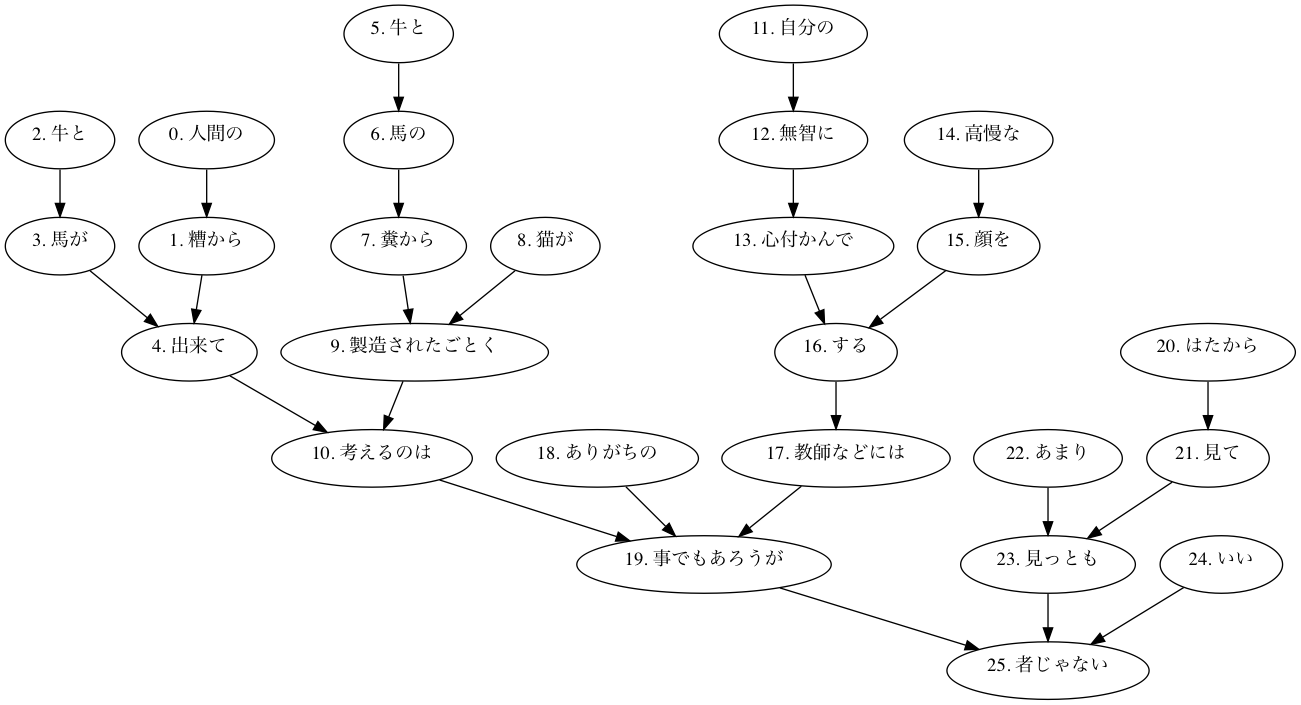 5. 牛と
11. 自分の
2. 牛と
0. 人間の
6. 馬の
12. 無智に
14. 高慢な
3. 馬が
1. 糟から
7. 糞から
8. 猫が
13. 心付かんで
15. 顔を
4. 出来て
9. 製造されたごとく
16. する
20. はたから
10. 考えるのは
18. ありがちの
17. 教師などには
22. あまり
21. 見て
19. 事でもあろうが
23. 見っとも
24. いい
25. 者じゃない